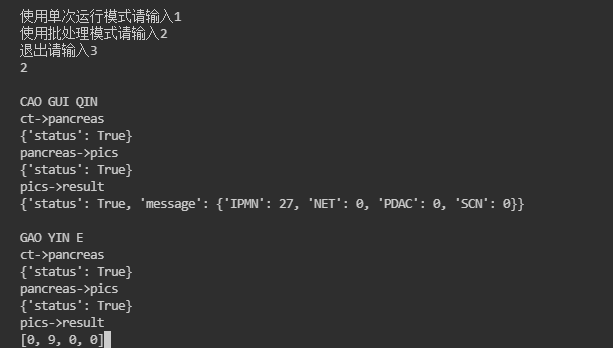 使用单次运行模式请输入1
使用批处理模式请输入2
退出请输入3
2
CAO GUI QIN
ct->pancreas
{'status': True}
pancreas->pics
{'status': True}
pics->result
{'status': True, 'message': {'IPMN': 27, 'NET': 0, 'PDAC': 0, 'SCN': 0}}
GAO YIN E
ct->pancreas
{'status': True}
pancreas->pics
{'status': True}
pics->result
[0, 9, 0, 0]